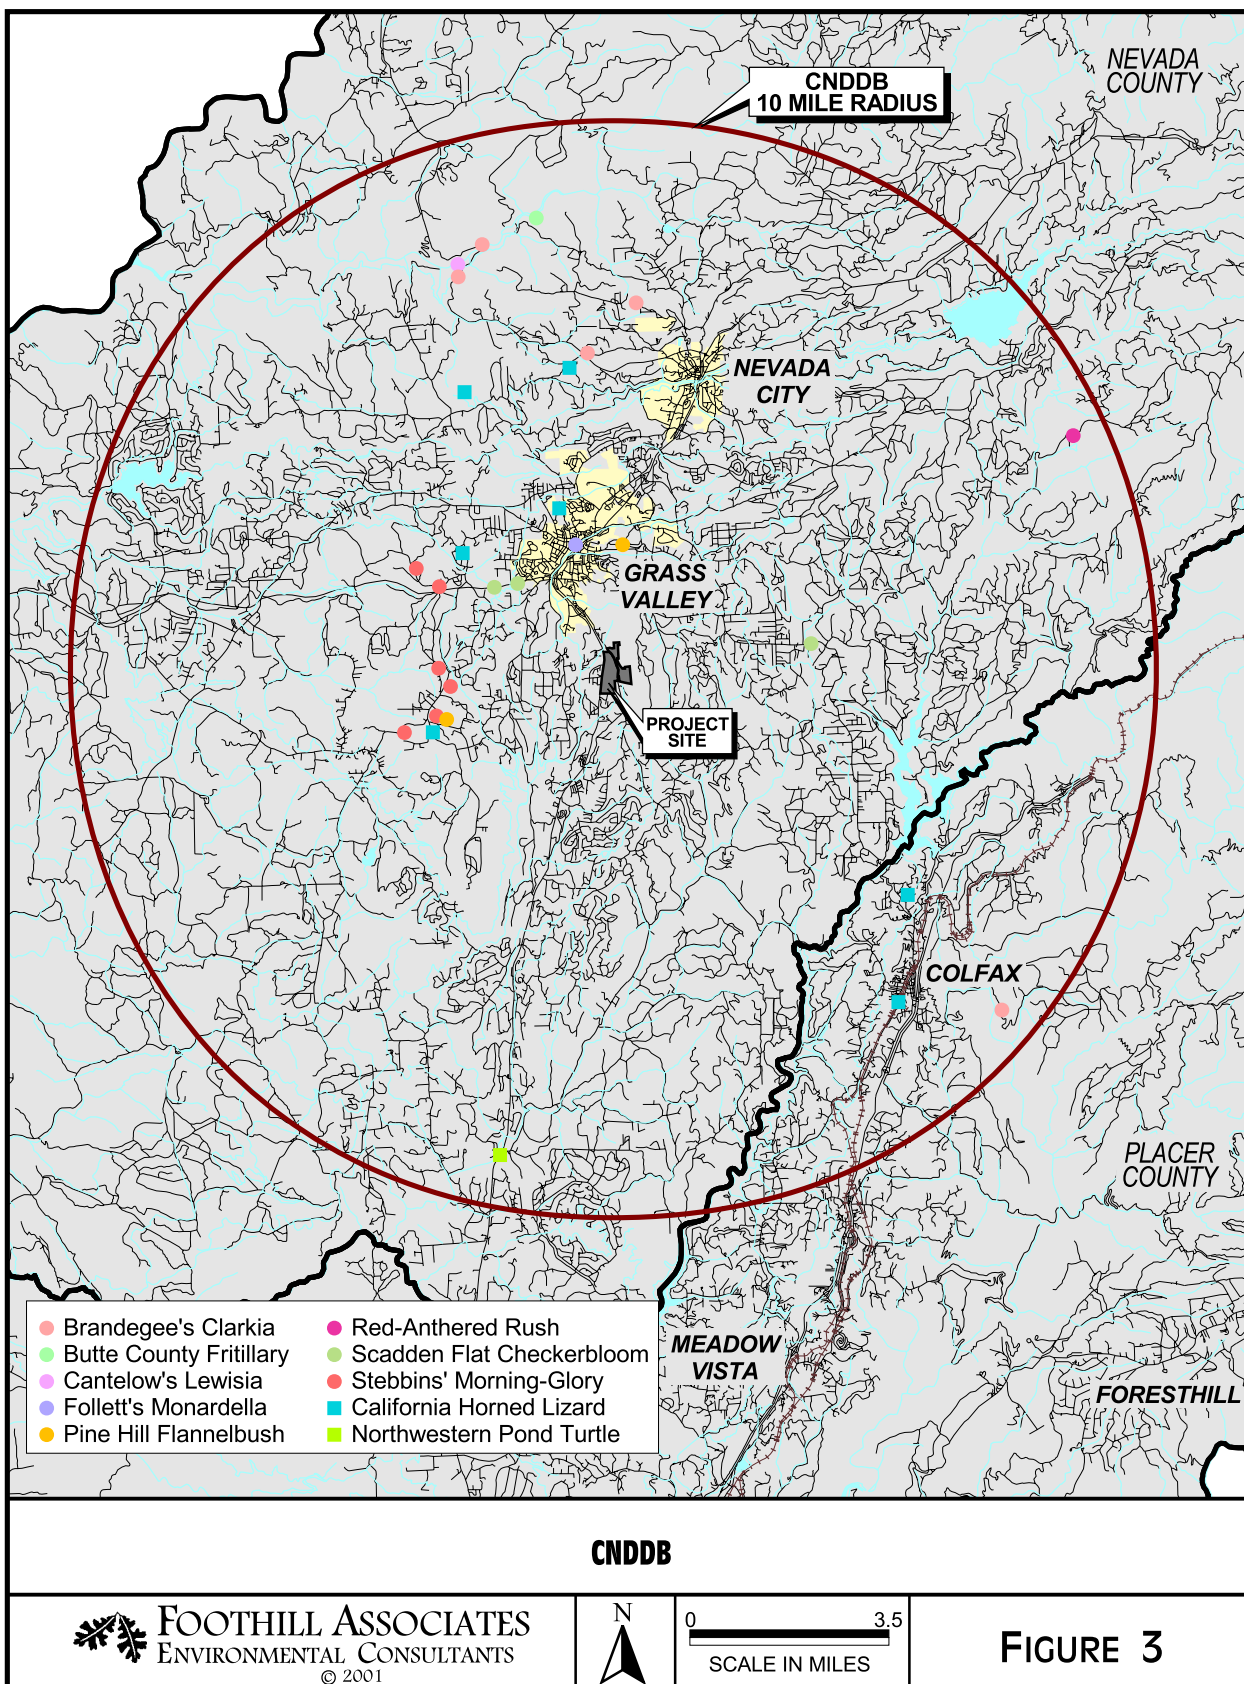 NEVADA
COUNTY
CNDDB
10 MILE RADIUS
NEVADA
CITY
GRASS
VALLEY
PROJECT
SITE
COLFAX
PLACER
COUNTY
MEADOW
VISTA
FORESTHILL
Brandegee's Clarkia
Butte County Fritillary
Cantelow's Lewisia
Follett's Monardella
Pine Hill Flannelbush
Red-Anthered Rush
Scadden Flat Checkerbloom
Stebbins' Morning-Glory
California Horned Lizard
Northwestern Pond Turtle
CNDDB
FOOTHILL ASSOCIATES
ENVIRONMENTAL CONSULTANTS
© 2001
N
0 3.5
SCALE IN MILES
FIGURE 3